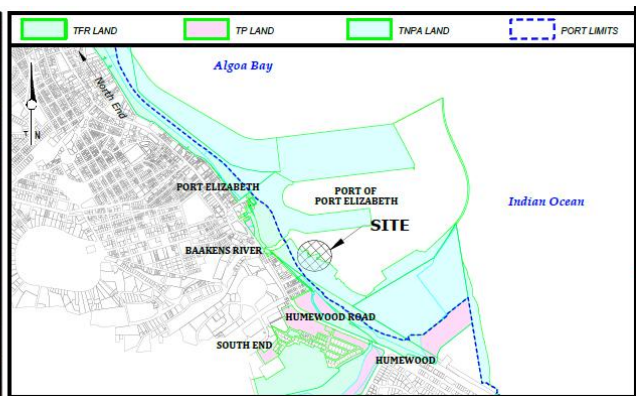 TFR LAND
TP LAND
TNPA LAND
PORT LIMITS
Algoa Bay
North End
T N
PORT ELIZABETH
PORT OF
PORT ELIZABETH
Indian Ocean
SITE
BAAKENS RIVER
HUMEWOOD ROAD
SOUTH END
HUMEWOOD